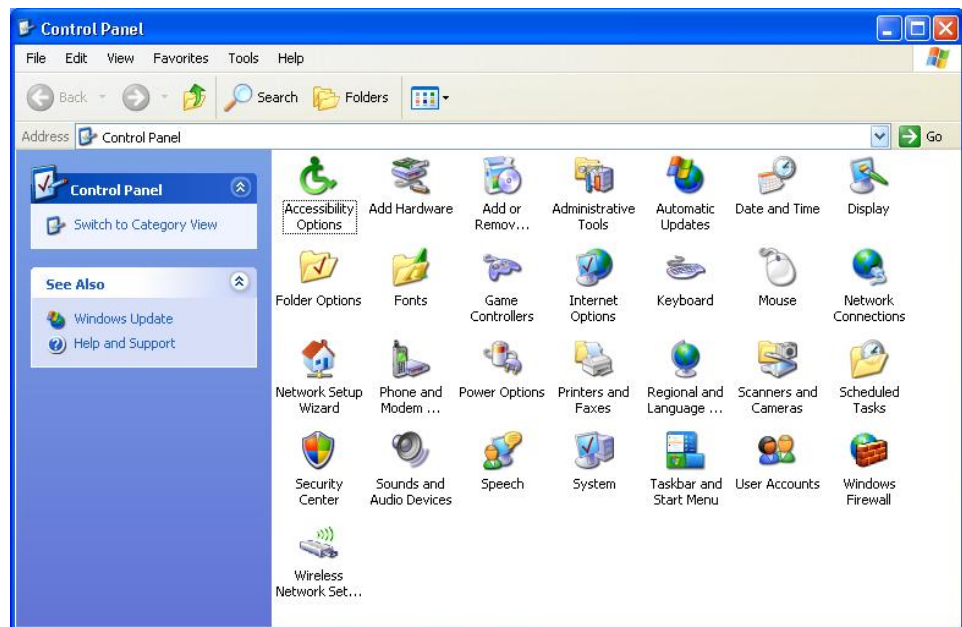 Control Panel
File Edit View Favorites Tools Help
Back Search Folders
Address Control Panel Go
Control Panel
Switch to Category View
See Also
Windows Update
Help and Support
Accessibility Options
Add Hardware
Add or Remov...
Administrative Tools
Automatic Updates
Date and Time
Display
Folder Options
Fonts
Game Controllers
Internet Options
Keyboard
Mouse
Network Connections
Network Setup Wizard
Phone and Modem ...
Power Options
Printers and Faxes
Regional and Language ...
Scanners and Cameras
Scheduled Tasks
Security Center
Sounds and Audio Devices
Speech
System
Taskbar and Start Menu
User Accounts
Windows Firewall
Wireless Network Set...